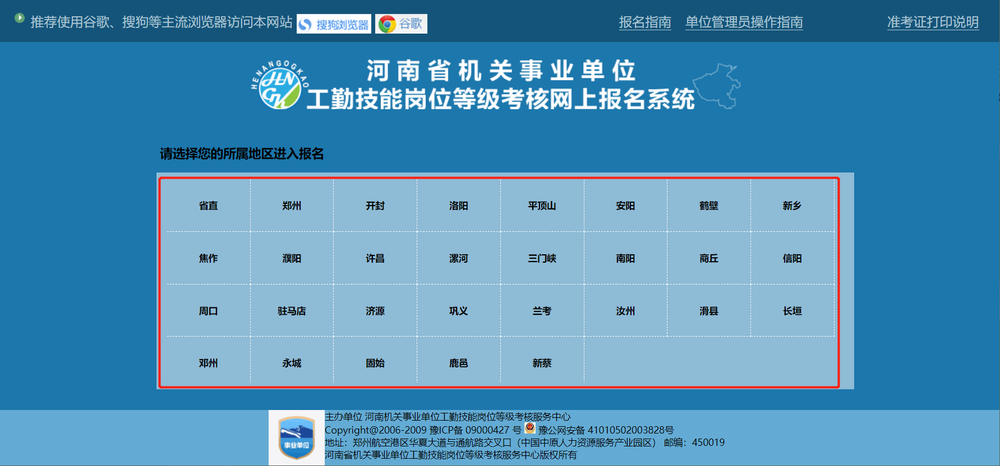 推荐使用谷歌、搜狗等主流浏览器访问本网站 搜狗浏览器 谷歌 报名指南 单位管理员操作指南 准考证打印说明
HENANGOGKAO
HN
GK
河南省机关事业单位
工勤技能岗位等级考核网上报名系统
请选择您的所属地区进入报名
省直 郑州 开封 洛阳 平顶山 安阳 鹤壁 新乡
焦作 濮阳 许昌 漯河 三门峡 南阳 商丘 信阳
周口 驻马店 济源 巩义 兰考 汝州 滑县 长垣
邓州 永城 固始 鹿邑 新蔡
事业单位
主办单位 河南机关事业单位工勤技能岗位等级考核服务中心
Copyright@2006-2009 豫ICP备 09000427 号 豫公网安备 41010502003828号
地址：郑州航空港区华夏大道与通航路交叉口（中国中原人力资源服务产业园区） 邮编：450019
河南省机关事业单位工勤技能岗位等级考核服务中心版权所有